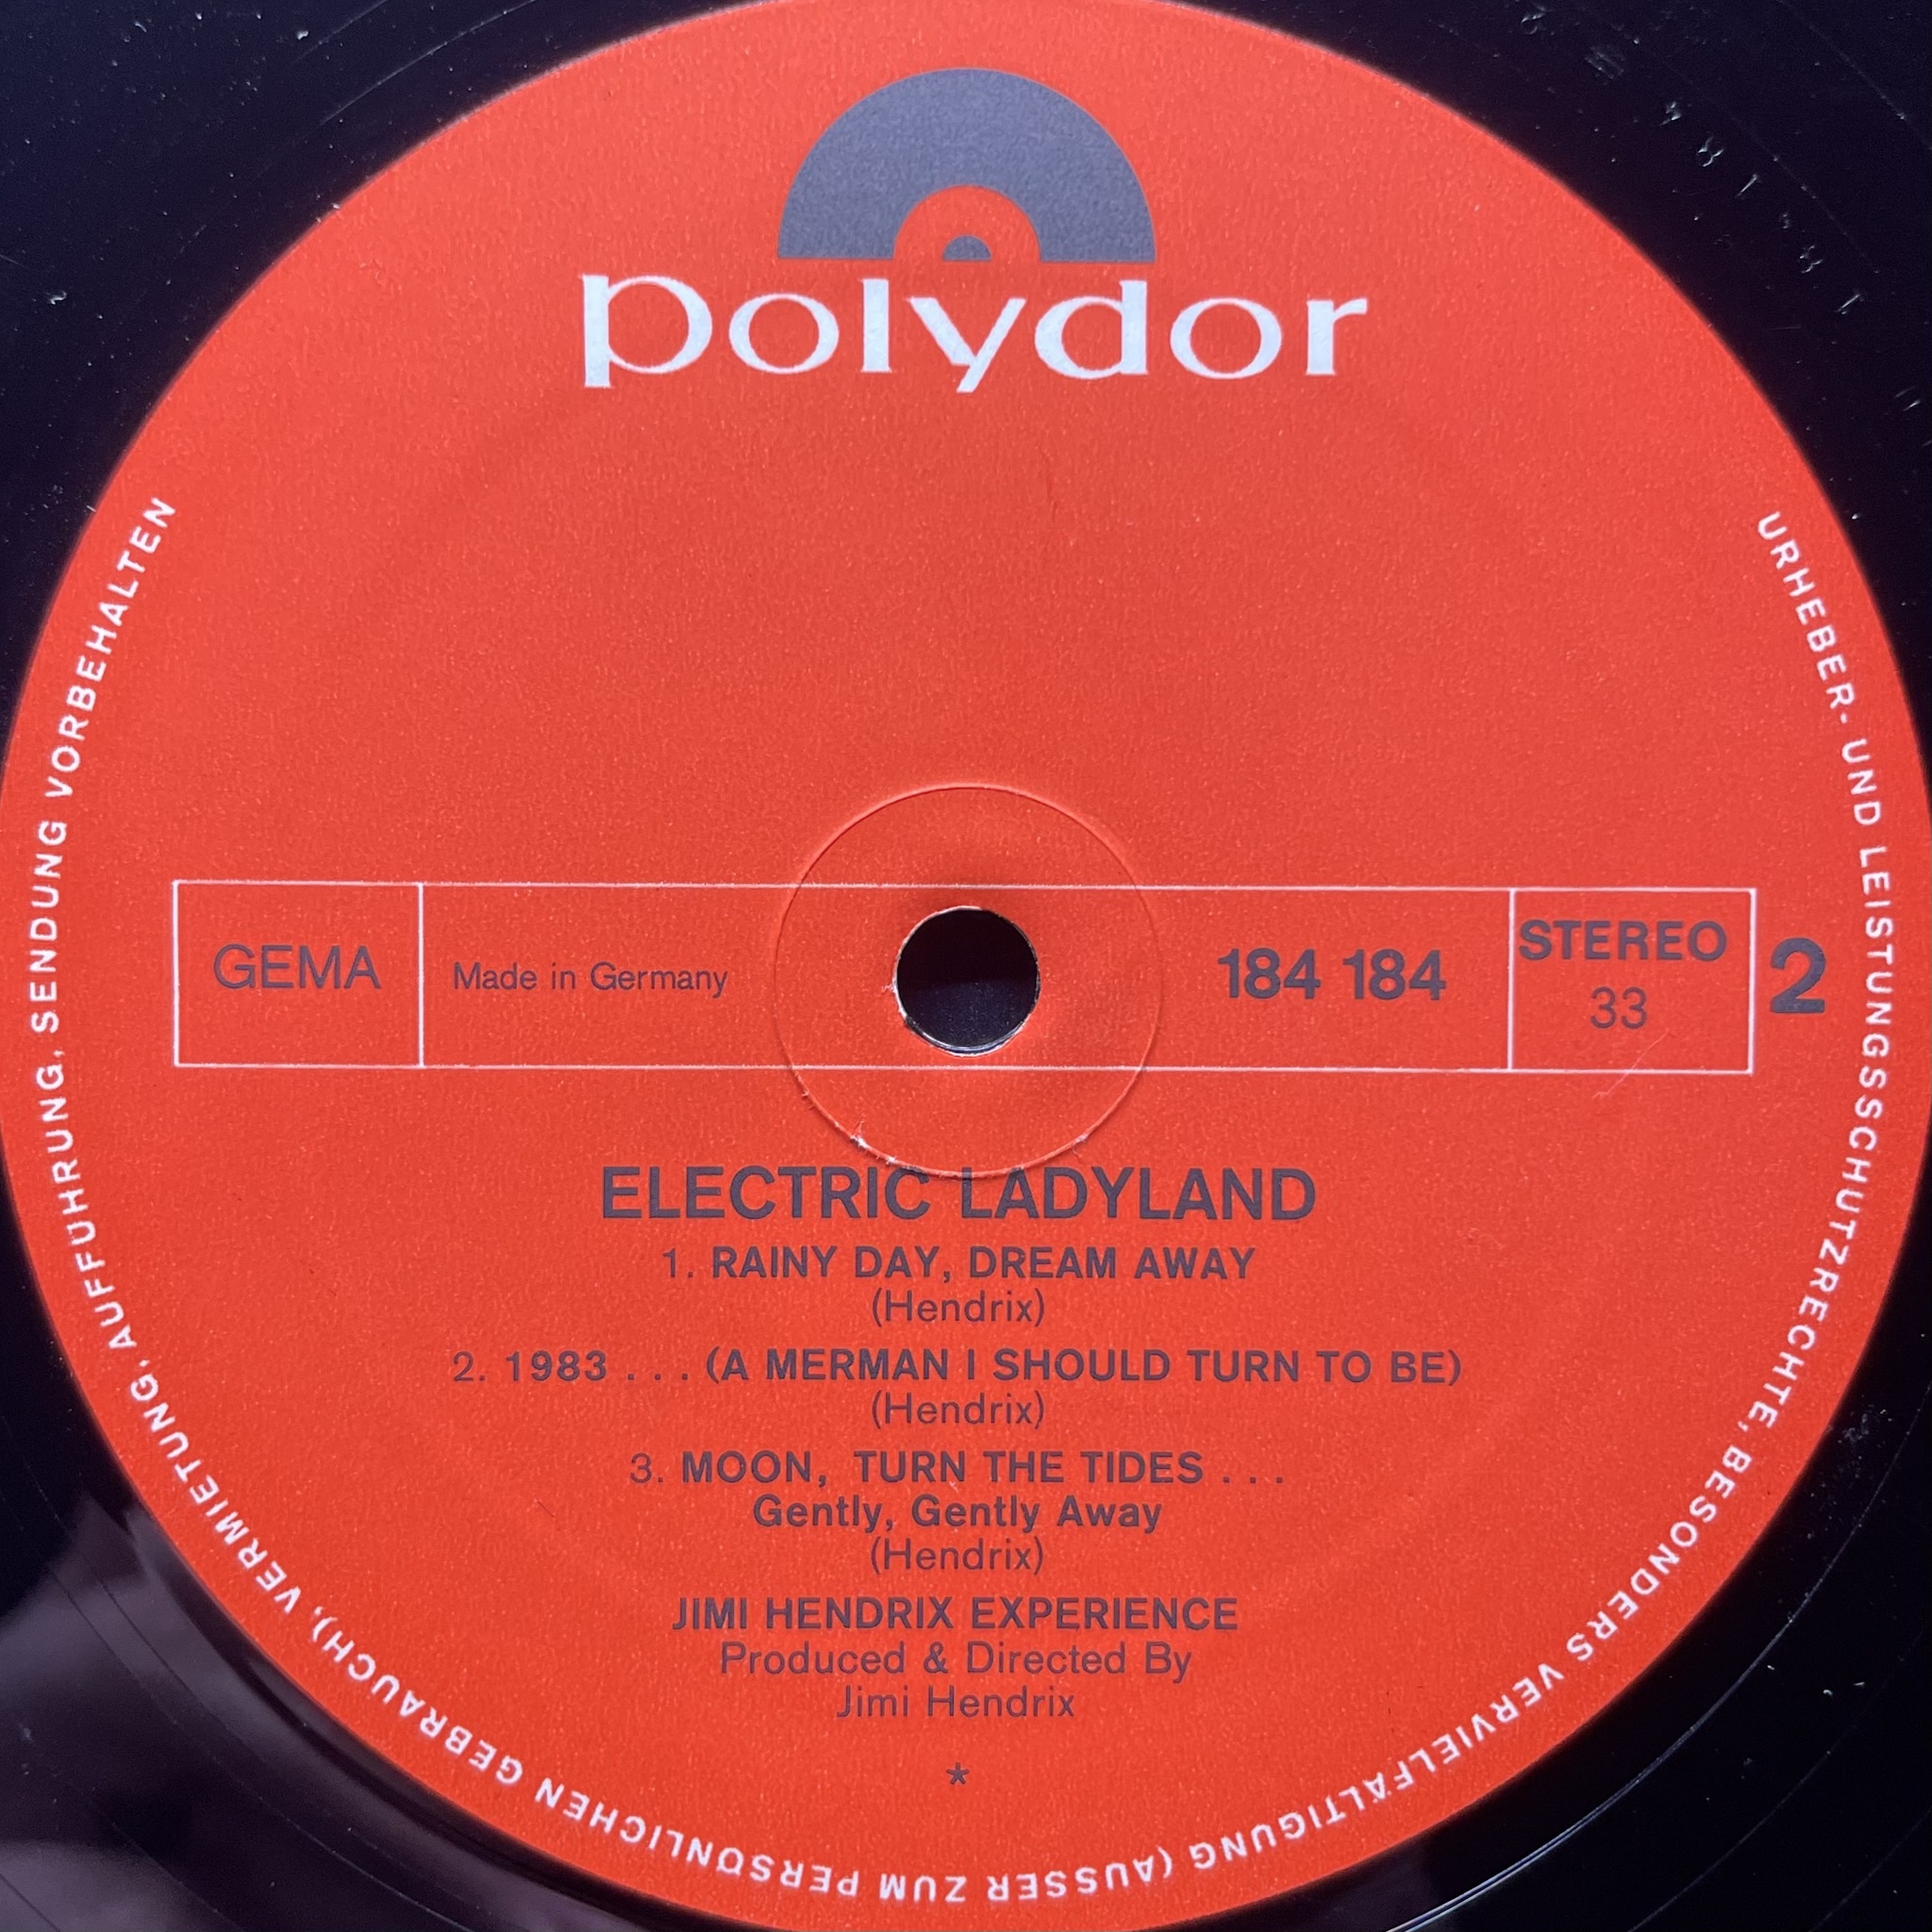 polydor
GEMA
Made in Germany
184 184
STEREO
33
2
ELECTRIC LADYLAND
1. RAINY DAY, DREAM AWAY
(Hendrix)
2. 1983 . . . (A MERMAN I SHOULD TURN TO BE)
(Hendrix)
3. MOON, TURN THE TIDES . . .
Gently, Gently Away
(Hendrix)
JIMI HENDRIX EXPERIENCE
Produced & Directed By
Jimi Hendrix
*
URHEBER- UND LEISTUNGSSCHUTZRECHTE, BESONDERS VERVIELFÄLTIGUNG (AUSSER ZUM PERSÖNLICHEN GEBRAUCH), VERMIETUNG, AUFFÜHRUNG, SENDUNG VORBEHALTEN